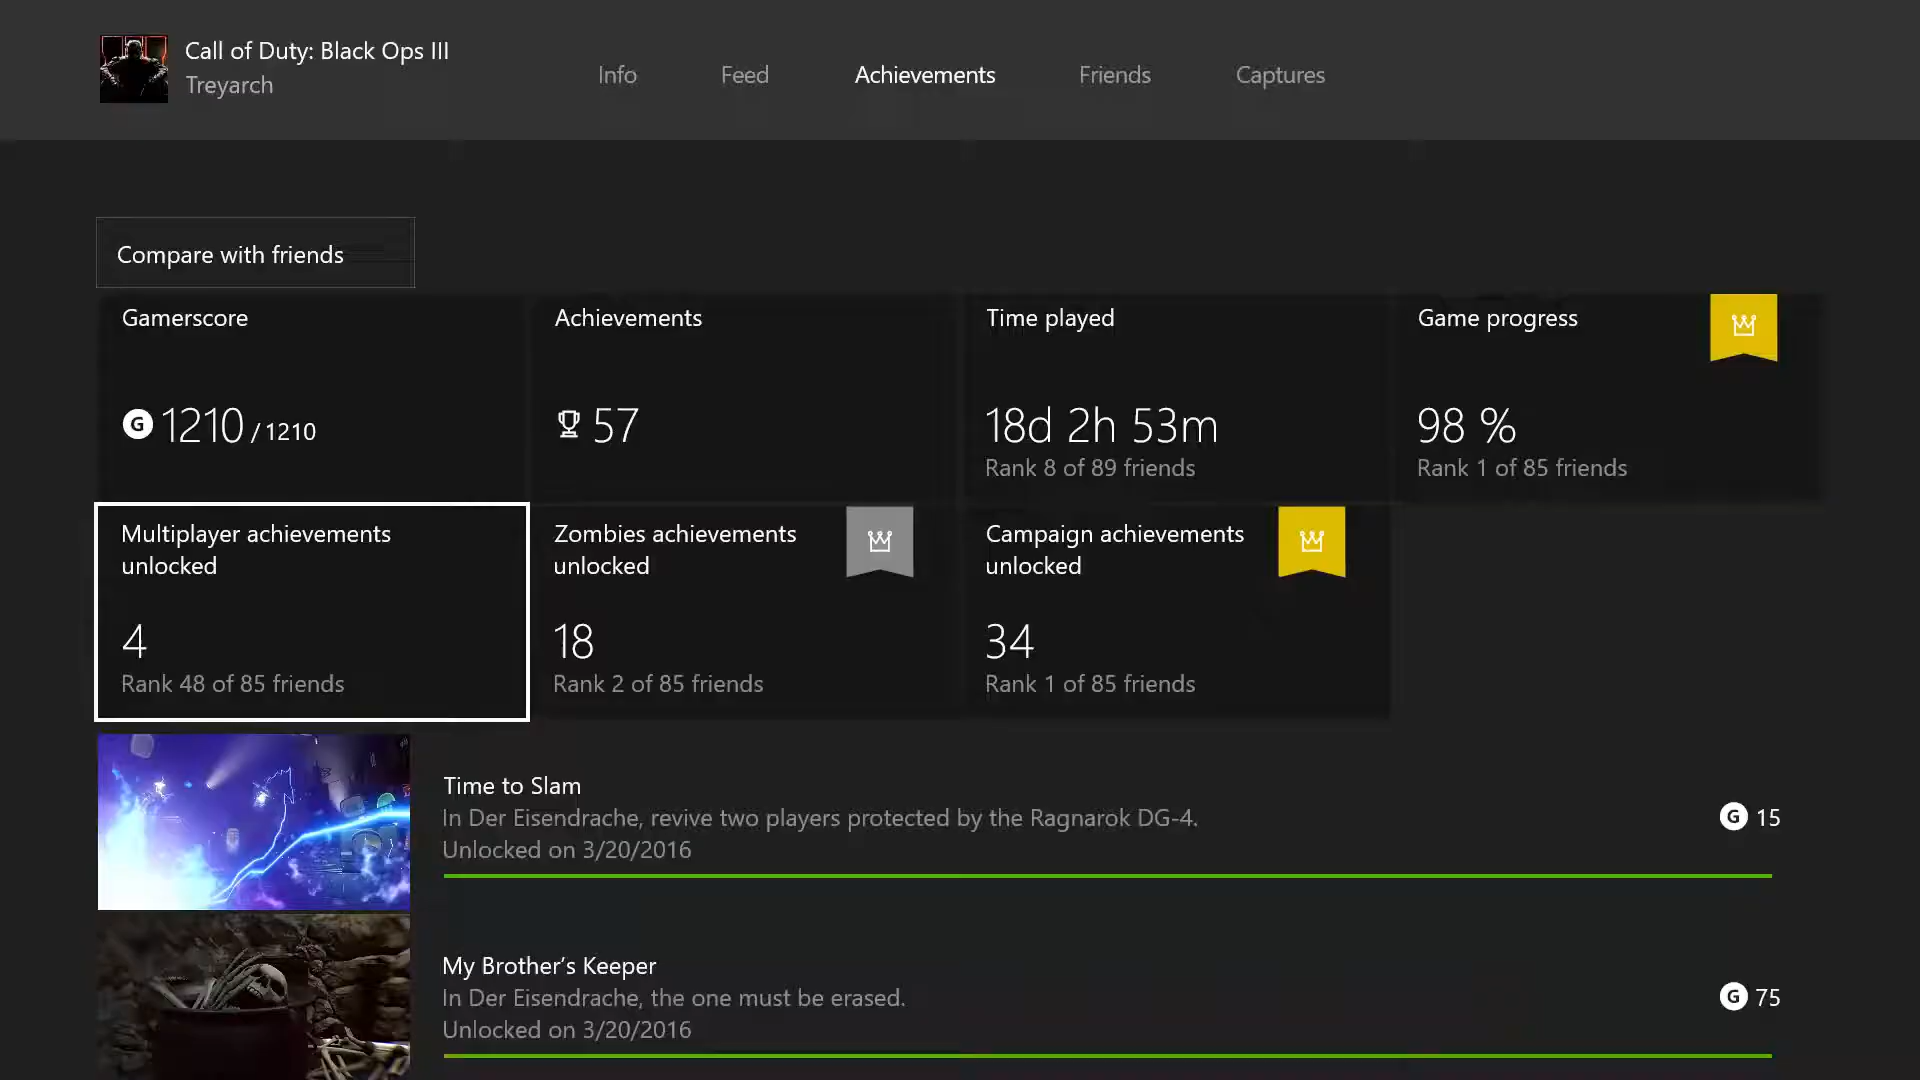 Call of Duty: Black Ops III
Treyarch
Info
Feed
Achievements
Friends
Captures
Compare with friends
Gamerscore
G 1210 / 1210
Achievements
57
Time played
18d 2h 53m
Rank 8 of 89 friends
Game progress
98 %
Rank 1 of 85 friends
Multiplayer achievements
unlocked
4
Rank 48 of 85 friends
Zombies achievements
unlocked
18
Rank 2 of 85 friends
Campaign achievements
unlocked
34
Rank 1 of 85 friends
Time to Slam
In Der Eisendrache, revive two players protected by the Ragnarok DG-4.
Unlocked on 3/20/2016
G 15
My Brother’s Keeper
In Der Eisendrache, the one must be erased.
Unlocked on 3/20/2016
G 75